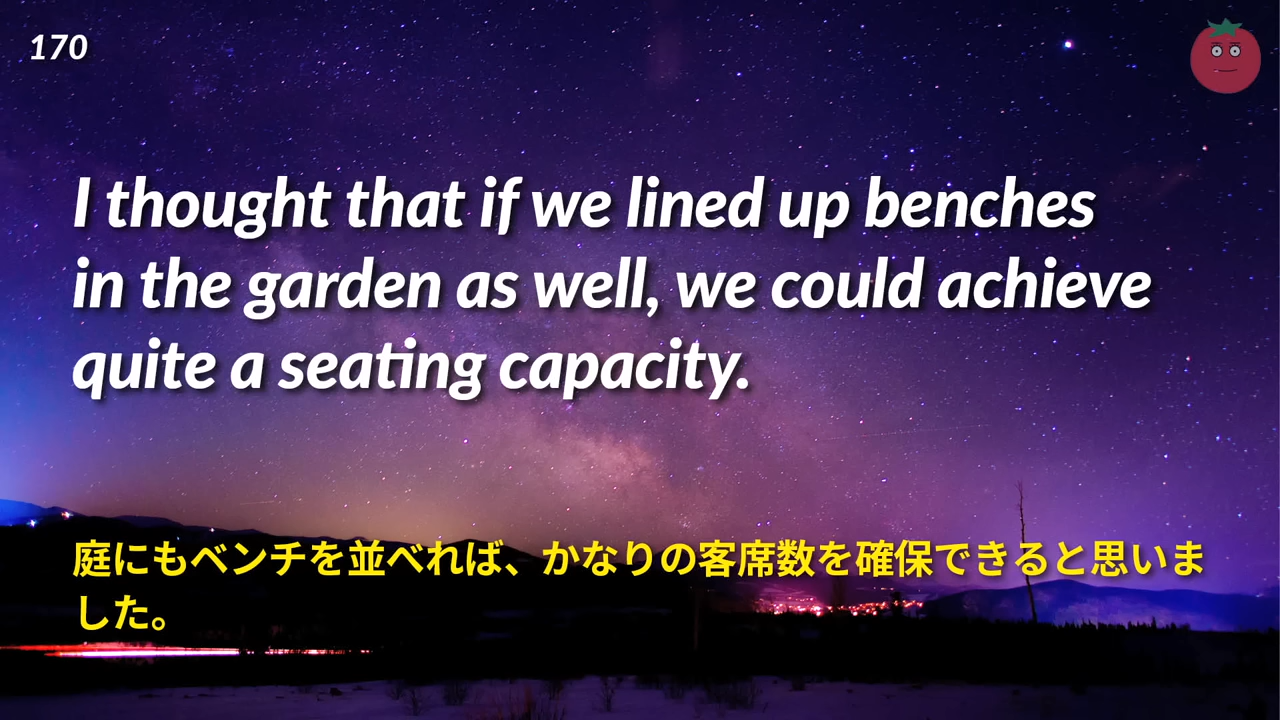 170
I thought that if we lined up benches
in the garden as well, we could achieve
quite a seating capacity.
庭にもベンチを並べれば、かなりの客席数を確保できると思いま
した。